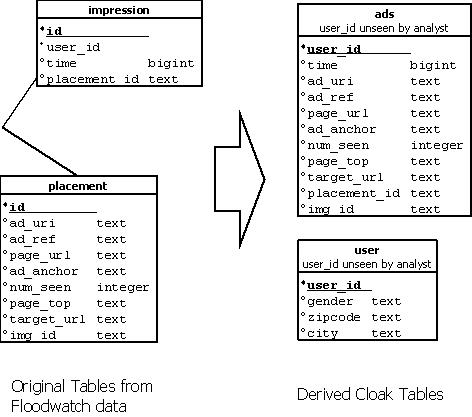 impression
id
user_id
time bigint
placement_id text
placement
id
ad_uri text
ad_ref text
page_url text
ad_anchor text
num_seen integer
page_top text
target_url text
img_id text
Original Tables from
Floodwatch data
ads
user_id unseen by analyst
user_id
time bigint
ad_uri text
ad_ref text
page_url text
ad_anchor text
num_seen integer
page_top text
target_url text
placement_id text
img_id text
user
user_id unseen by analyst
user_id
gender text
zipcode text
city text
Derived Cloak Tables